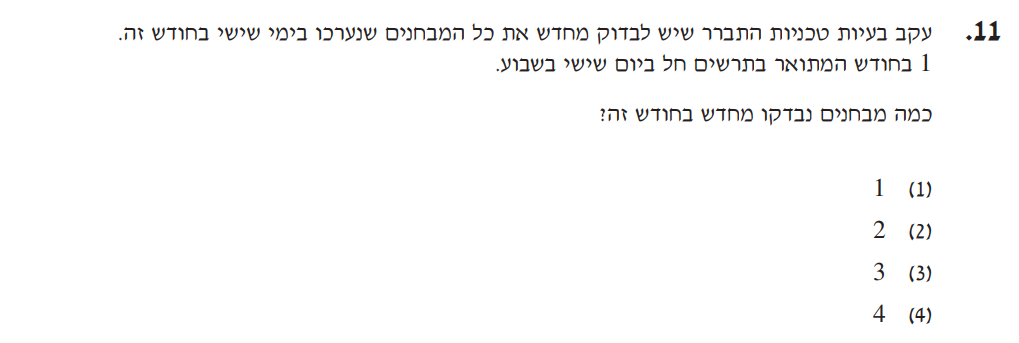 11. עקב בעיות טכניות התברר שיש לבדוק מחדש את כל המבחנים שנערכו בימי שישי בחודש זה.
1 בחודש המתואר בתרשים חל ביום שישי בשבוע.
כמה מבחנים נבדקו מחדש בחודש זה?
(1) 1
(2) 2
(3) 3
(4) 4